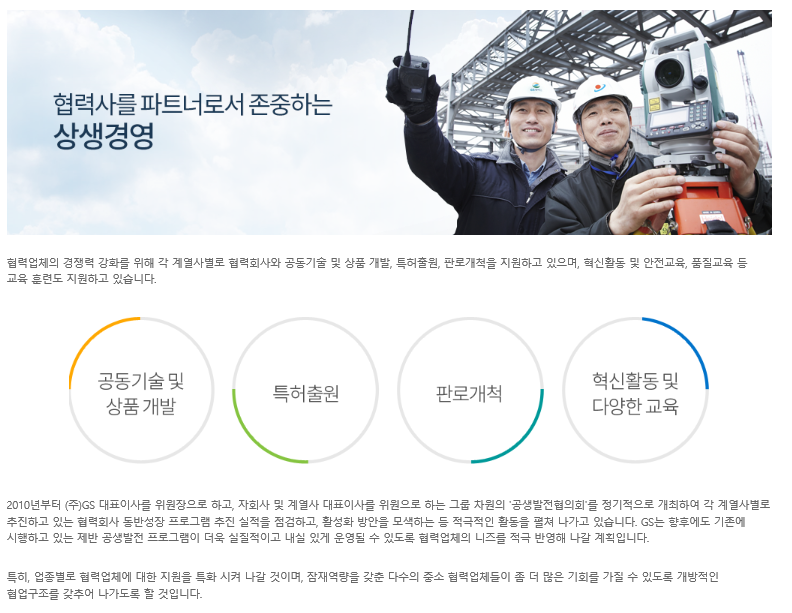 협력사를 파트너로서 존중하는
상생경영
협력업체의 경쟁력 강화를 위해 각 계열사별로 협력회사와 공동기술 및 상품 개발, 특허출원, 판로개척을 지원하고 있으며, 혁신활동 및 안전교육, 품질교육 등
교육 훈련도 지원하고 있습니다.
공동기술 및
상품 개발
특허출원
판로개척
혁신활동 및
다양한 교육
2010년부터 (주)GS 대표이사를 위원장으로 하고, 자회사 및 계열사 대표이사를 위원으로 하는 그룹 차원의 '공생발전협의회'를 정기적으로 개최하여 각 계열사별로
추진하고 있는 협력회사 동반성장 프로그램 추진 실적을 점검하고, 활성화 방안을 모색하는 등 적극적인 활동을 펼쳐 나가고 있습니다. GS는 향후에도 기존에
시행하고 있는 제반 공생발전 프로그램이 더욱 실질적이고 내실 있게 운영될 수 있도록 협력업체의 니즈를 적극 반영해 나갈 계획입니다.
특히, 업종별로 협력업체에 대한 지원을 특화 시켜 나갈 것이며, 잠재역량을 갖춘 다수의 중소 협력업체들이 좀 더 많은 기회를 가질 수 있도록 개방적인
협업구조를 갖추어 나가도록 할 것입니다.